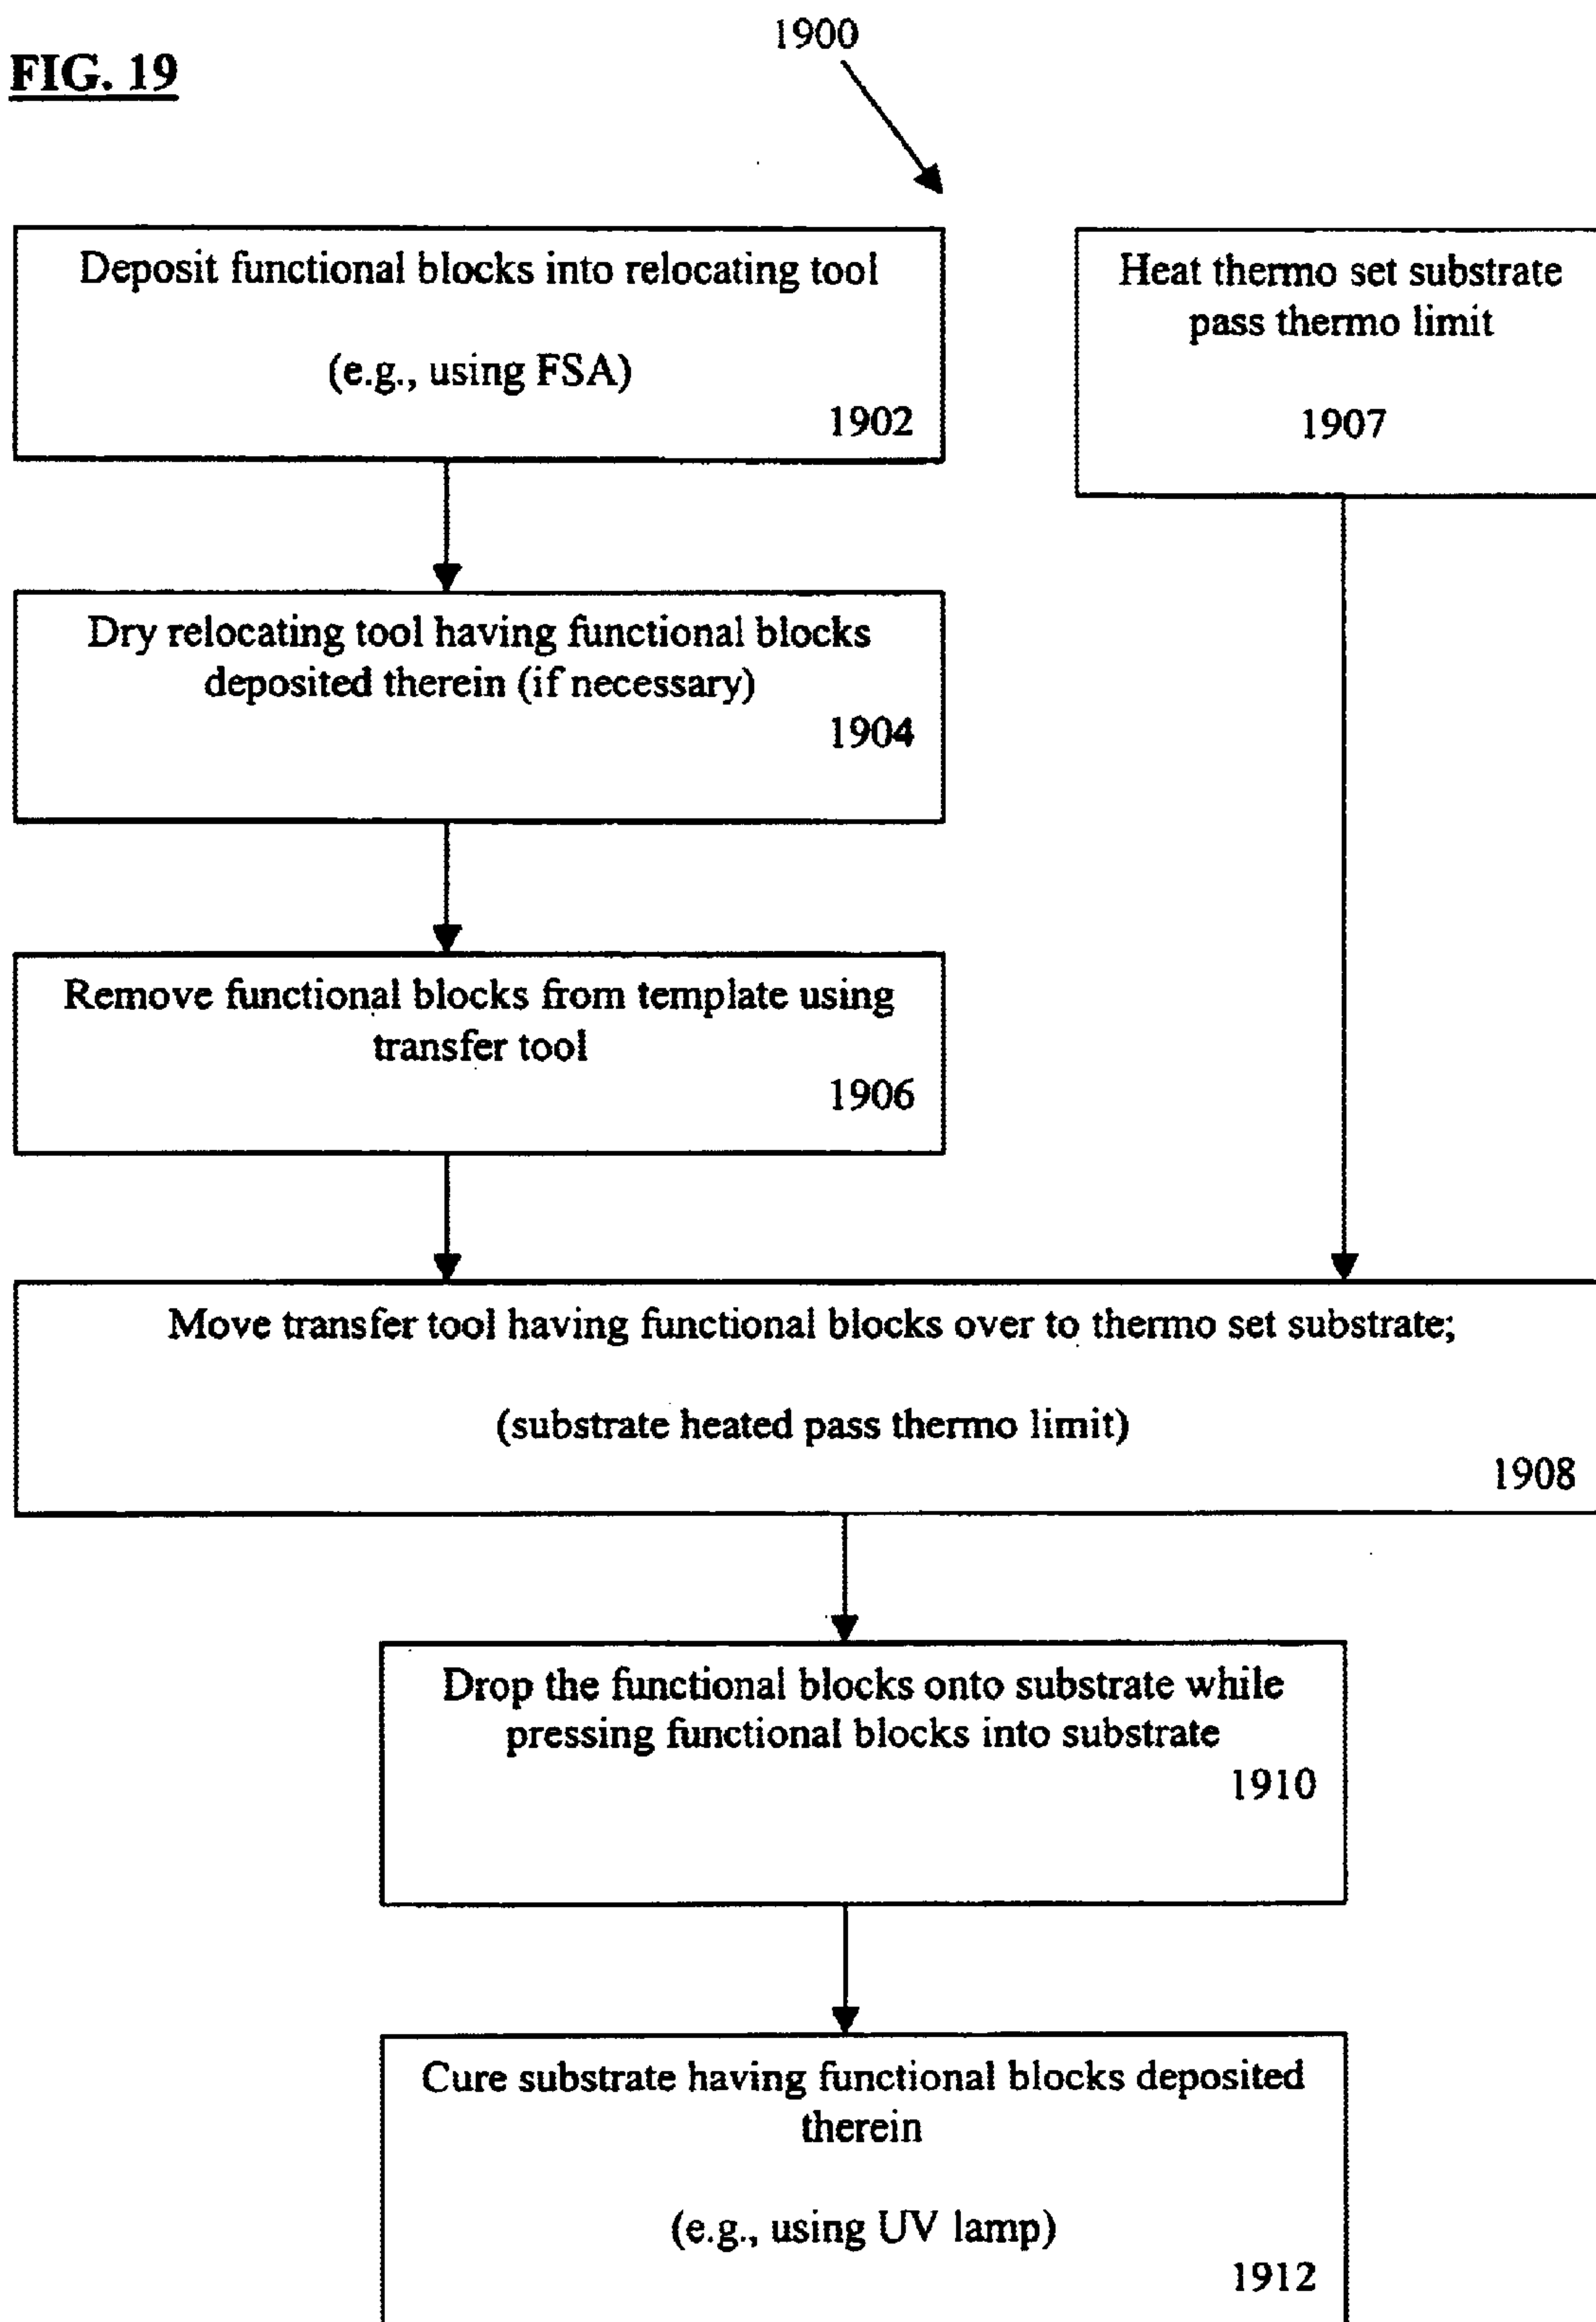 FIG. 19
1900
Deposit functional blocks into relocating tool
(e.g., using FSA)
1902
Heat thermo set substrate
pass thermo limit
1907
Dry relocating tool having functional blocks
deposited therein (if necessary)
1904
Remove functional blocks from template using
transfer tool
1906
Move transfer tool having functional blocks over to thermo set substrate;
(substrate heated pass thermo limit)
1908
Drop the functional blocks onto substrate while
pressing functional blocks into substrate
1910
Cure substrate having functional blocks deposited
therein
(e.g., using UV lamp)
1912